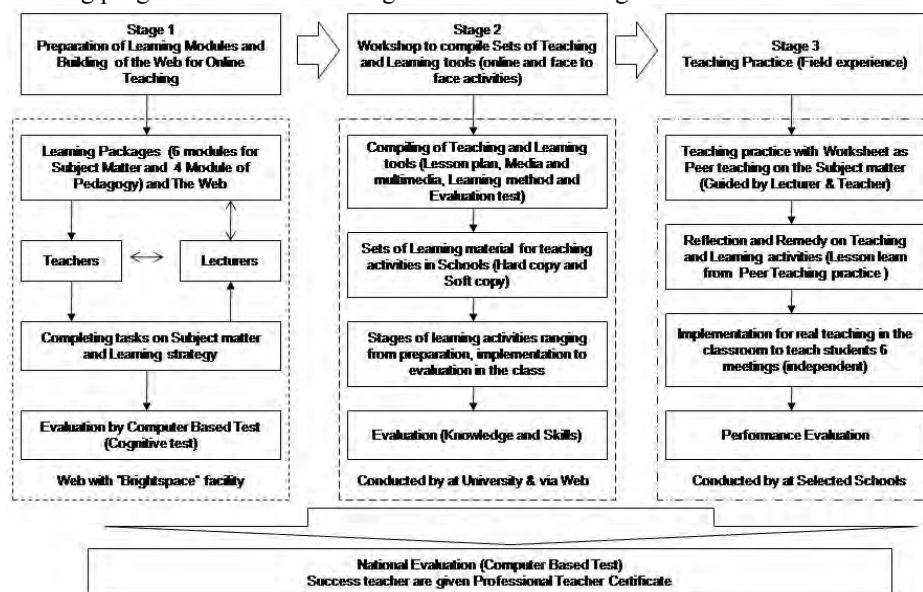 Stage 1
Preparation of Learning Modules and
Building of the Web for Online
Teaching
Stage 2
Workshop to compile Sets of Teaching
and Learning tools (online and face to
face activities)
Stage 3
Teaching Practice (Field experience)
Learning Packages (6 modules for
Subject Matter and 4 Module of
Pedagogy) and The Web
Teachers
Lecturers
Completing tasks on Subject matter
and Learning strategy
Evaluation by Computer Based Test
(Cognitive test)
Web with "Brightspace" facility
Compiling of Teaching and Learning
tools (Lesson plan, Media and
multimedia, Learning method and
Evaluation test)
Sets of Learning material for teaching
activities in Schools (Hard copy and
Soft copy)
Stages of learning activities ranging
from preparation, implementation to
evaluation in the class
Evaluation (Knowledge and Skills)
Conducted by at University & via Web
Teaching practice with Worksheet as
Peer teaching on the Subject matter
(Guided by Lecturer & Teacher)
Reflection and Remedy on Teaching
and Learning activities (Lesson learn
from Peer Teaching practice )
Implementation for real teaching in the
classroom to teach students 6
meetings (independent)
Performance Evaluation
Conducted by at Selected Schools
National Evaluation (Computer Based Test)
Success teacher are given Professional Teacher Certificate